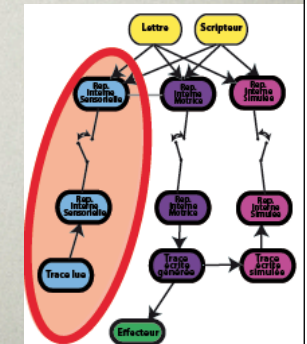 Lettre
Scripteur
Rep.
Interne
Sensorielle
Rep.
Interne
Motrice
Rep.
Interne
Simulée
Rep.
Interne
Sensorielle
Rep.
Interne
Motrice
Rep.
Interne
Simulée
Trace lue
Trace
écrite
générée
Trace
écrite
simulée
Effecteur